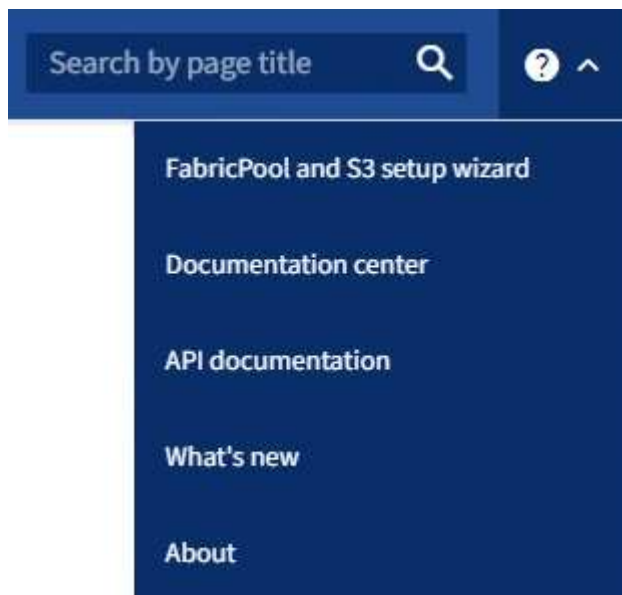 Search by page title
FabricPool and S3 setup wizard
Documentation center
API documentation
What's new
About